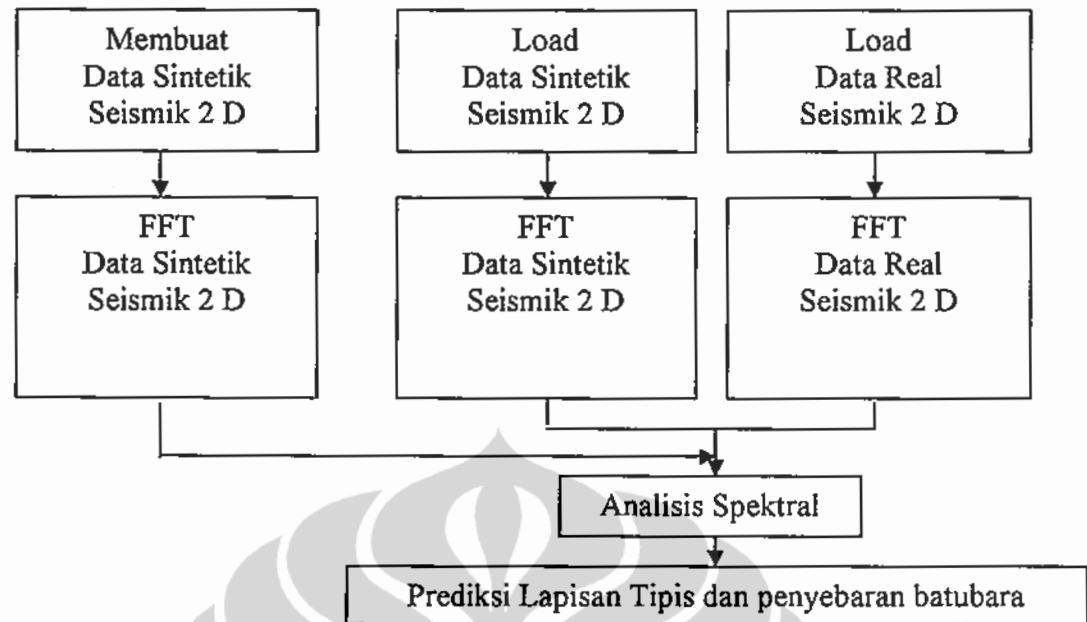 Membuat
Data Sintetik
Seismik 2 D
Load
Data Sintetik
Seismik 2 D
Load
Data Real
Seismik 2 D
FFT
Data Sintetik
Seismik 2 D
FFT
Data Sintetik
Seismik 2 D
FFT
Data Real
Seismik 2 D
Analisis Spektral
Prediksi Lapisan Tipis dan penyebaran batubara